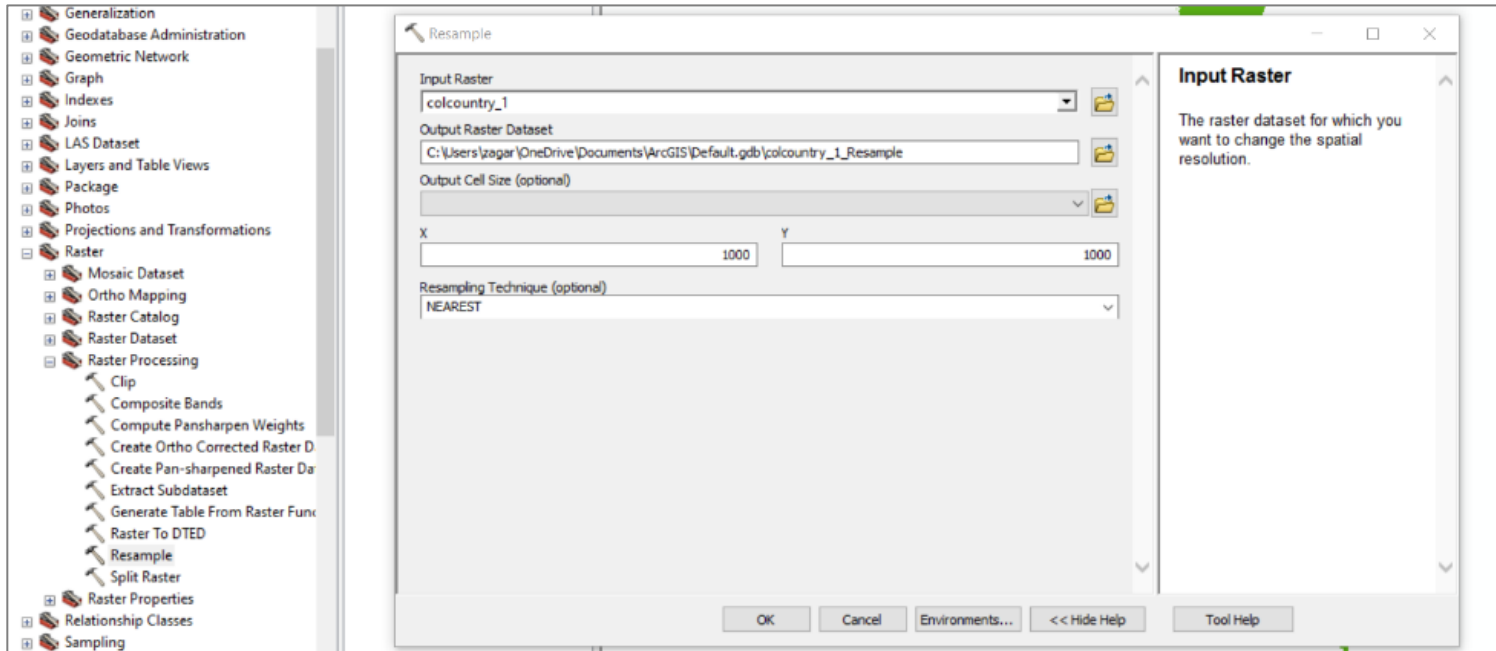 Generalization
Geodatabase Administration
Geometric Network
Graph
Indexes
Joins
LAS Dataset
Layers and Table Views
Package
Photos
Projections and Transformations
Raster
Mosaic Dataset
Ortho Mapping
Raster Catalog
Raster Dataset
Raster Processing
Clip
Composite Bands
Compute Pansharpen Weights
Create Ortho Corrected Raster D
Create Pan-sharpened Raster Da
Extract Subdataset
Generate Table From Raster Func
Raster To DTED
Resample
Split Raster
Raster Properties
Relationship Classes
Sampling
Resample
Input Raster
colcountry_1
Output Raster Dataset
C:\Users\zagar\OneDrive\Documents\ArcGIS\Default.gdb\colcountry_1_Resample
Output Cell Size (optional)
X Y
1000 1000
Resampling Technique (optional)
NEAREST
OK Cancel Environments... << Hide Help Tool Help
Input Raster
The raster dataset for which you
want to change the spatial
resolution.